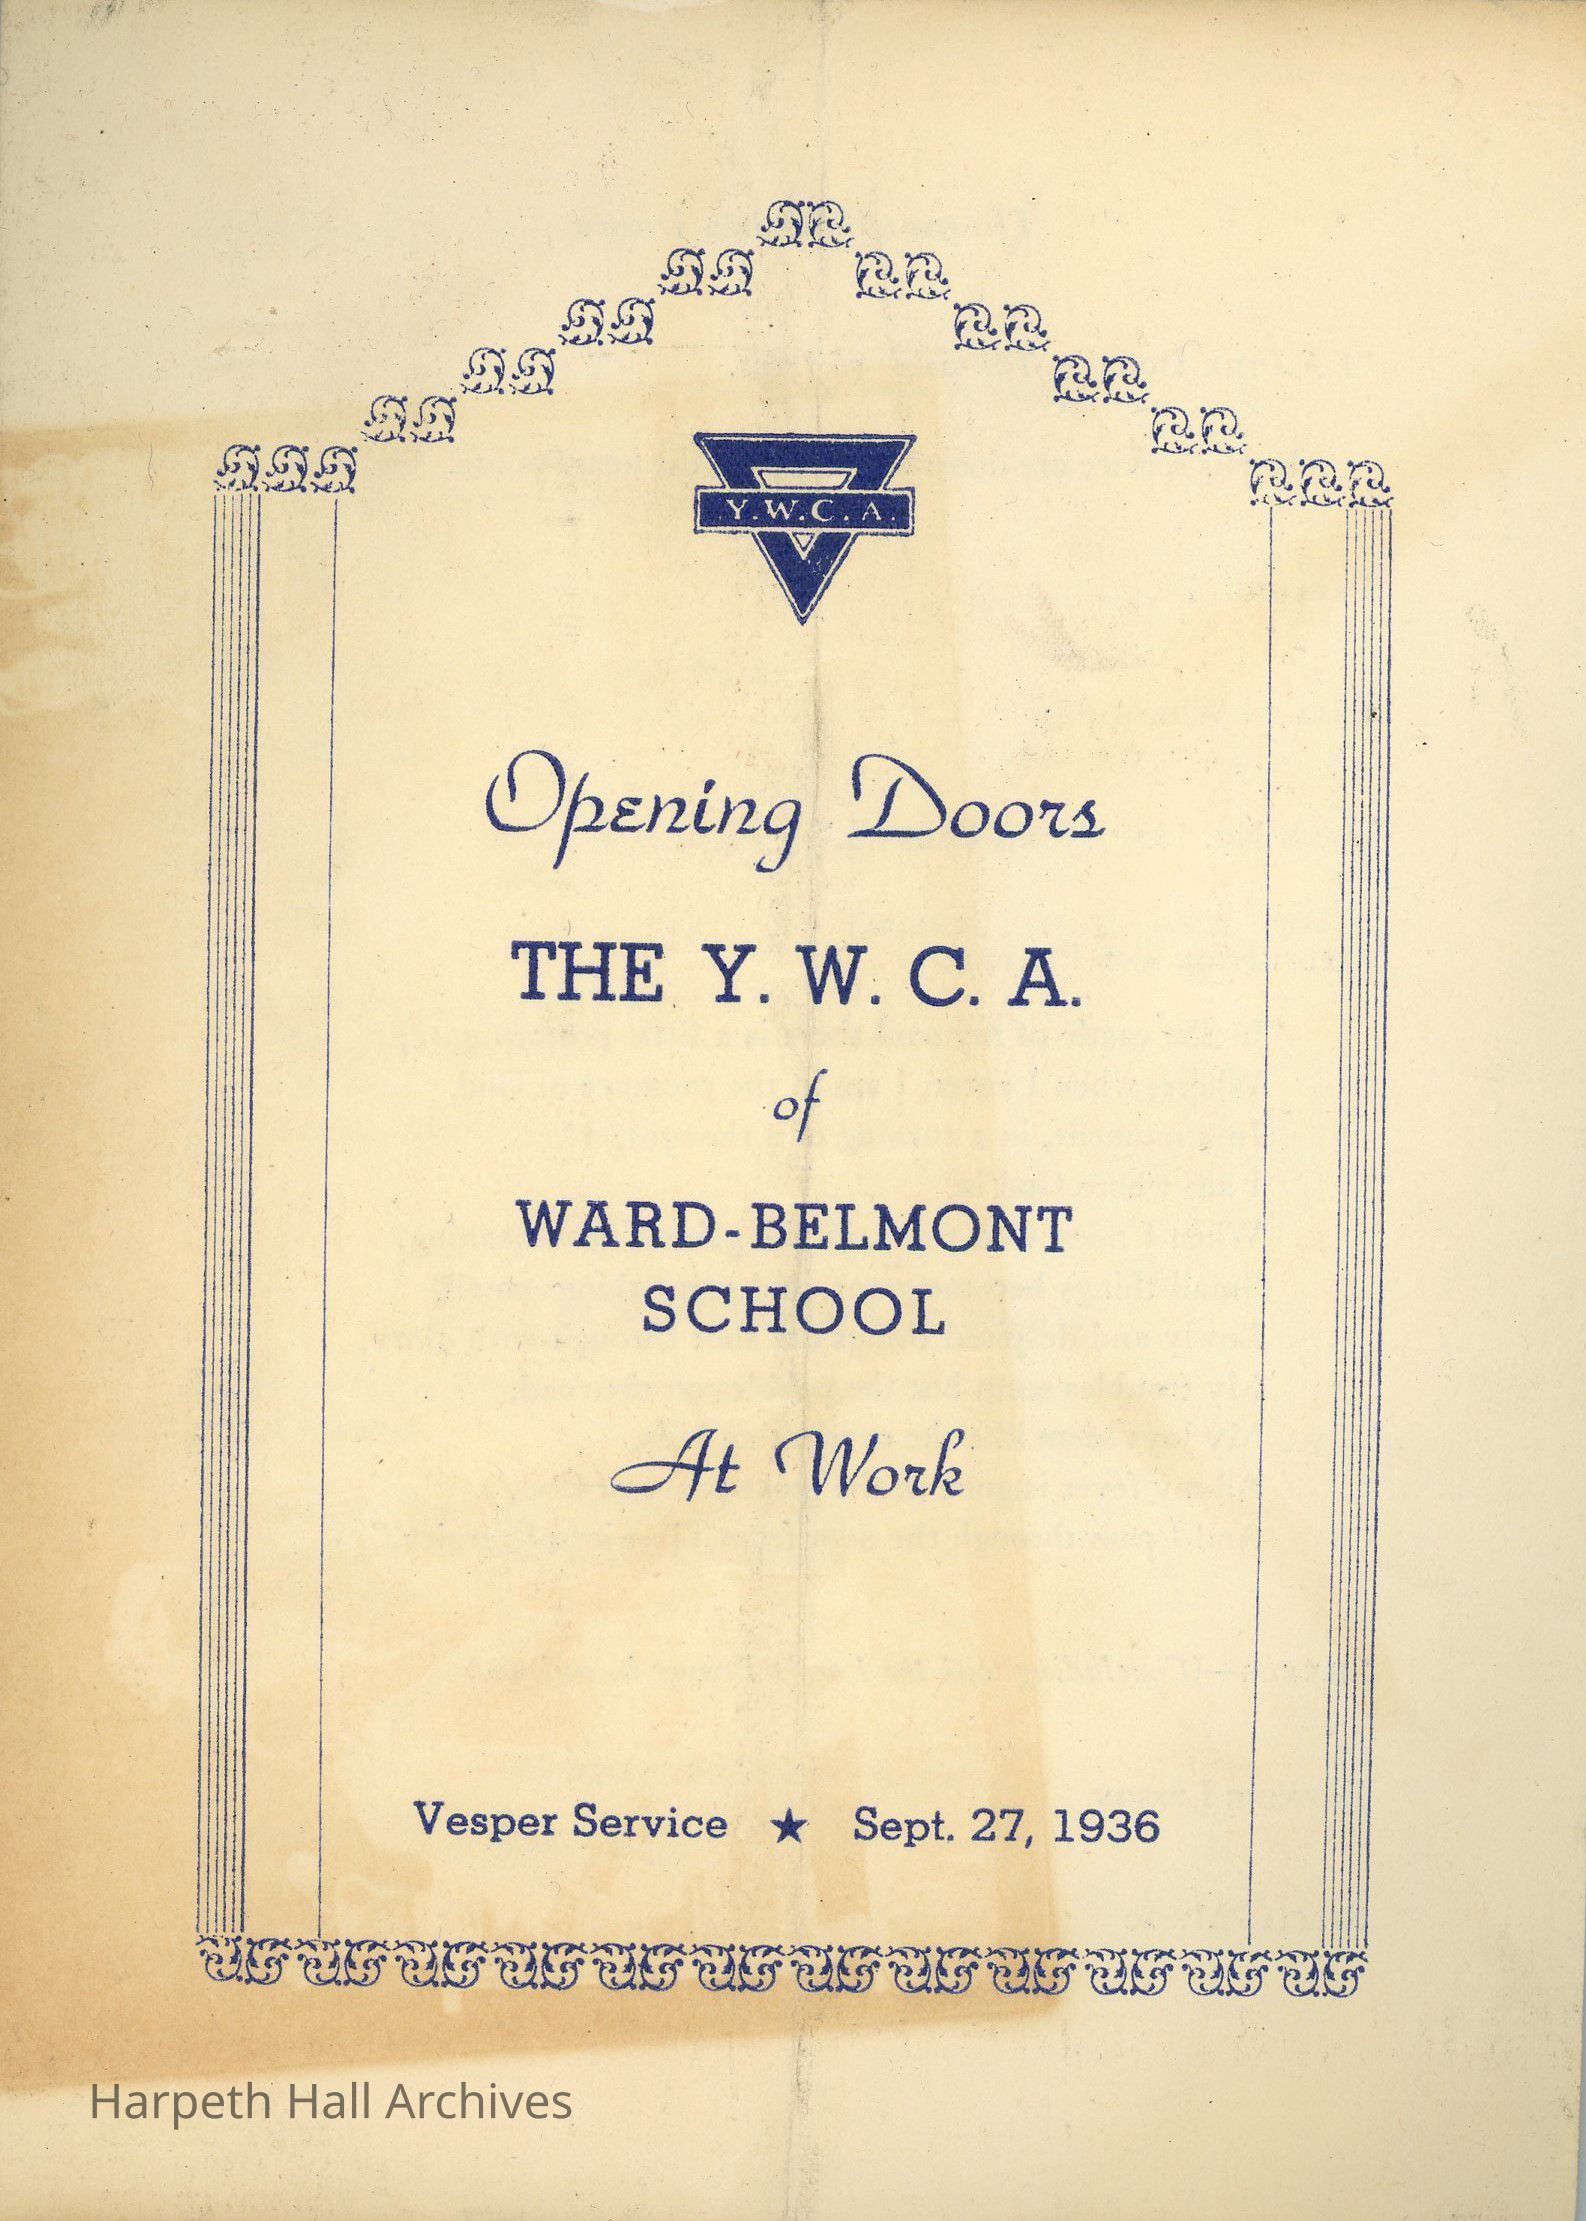 Y.W.C.A.
Opening Doors
THE Y. W. C. A.
of
WARD-BELMONT
SCHOOL
At Work
Vesper Service ★ Sept. 27, 1936
Harpeth Hall Archives